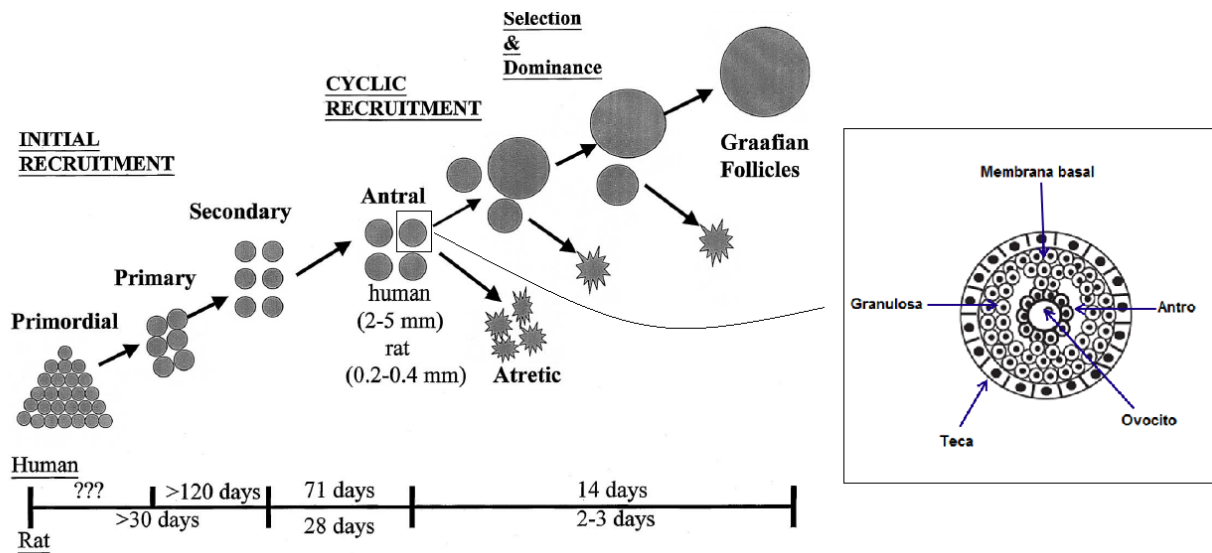 Selection
&
Dominance
CYCLIC
RECRUITMENT
INITIAL
RECRUITMENT
Graafian
Follicles
Antral
Secondary
Primary
Primordial
human
(2-5 mm)
rat
(0.2-0.4 mm)
Atretic
Human
???
>120 days
71 days
14 days
>30 days
28 days
2-3 days
Rat
Membrana basal
Granulosa
Antro
Ovocito
Teca